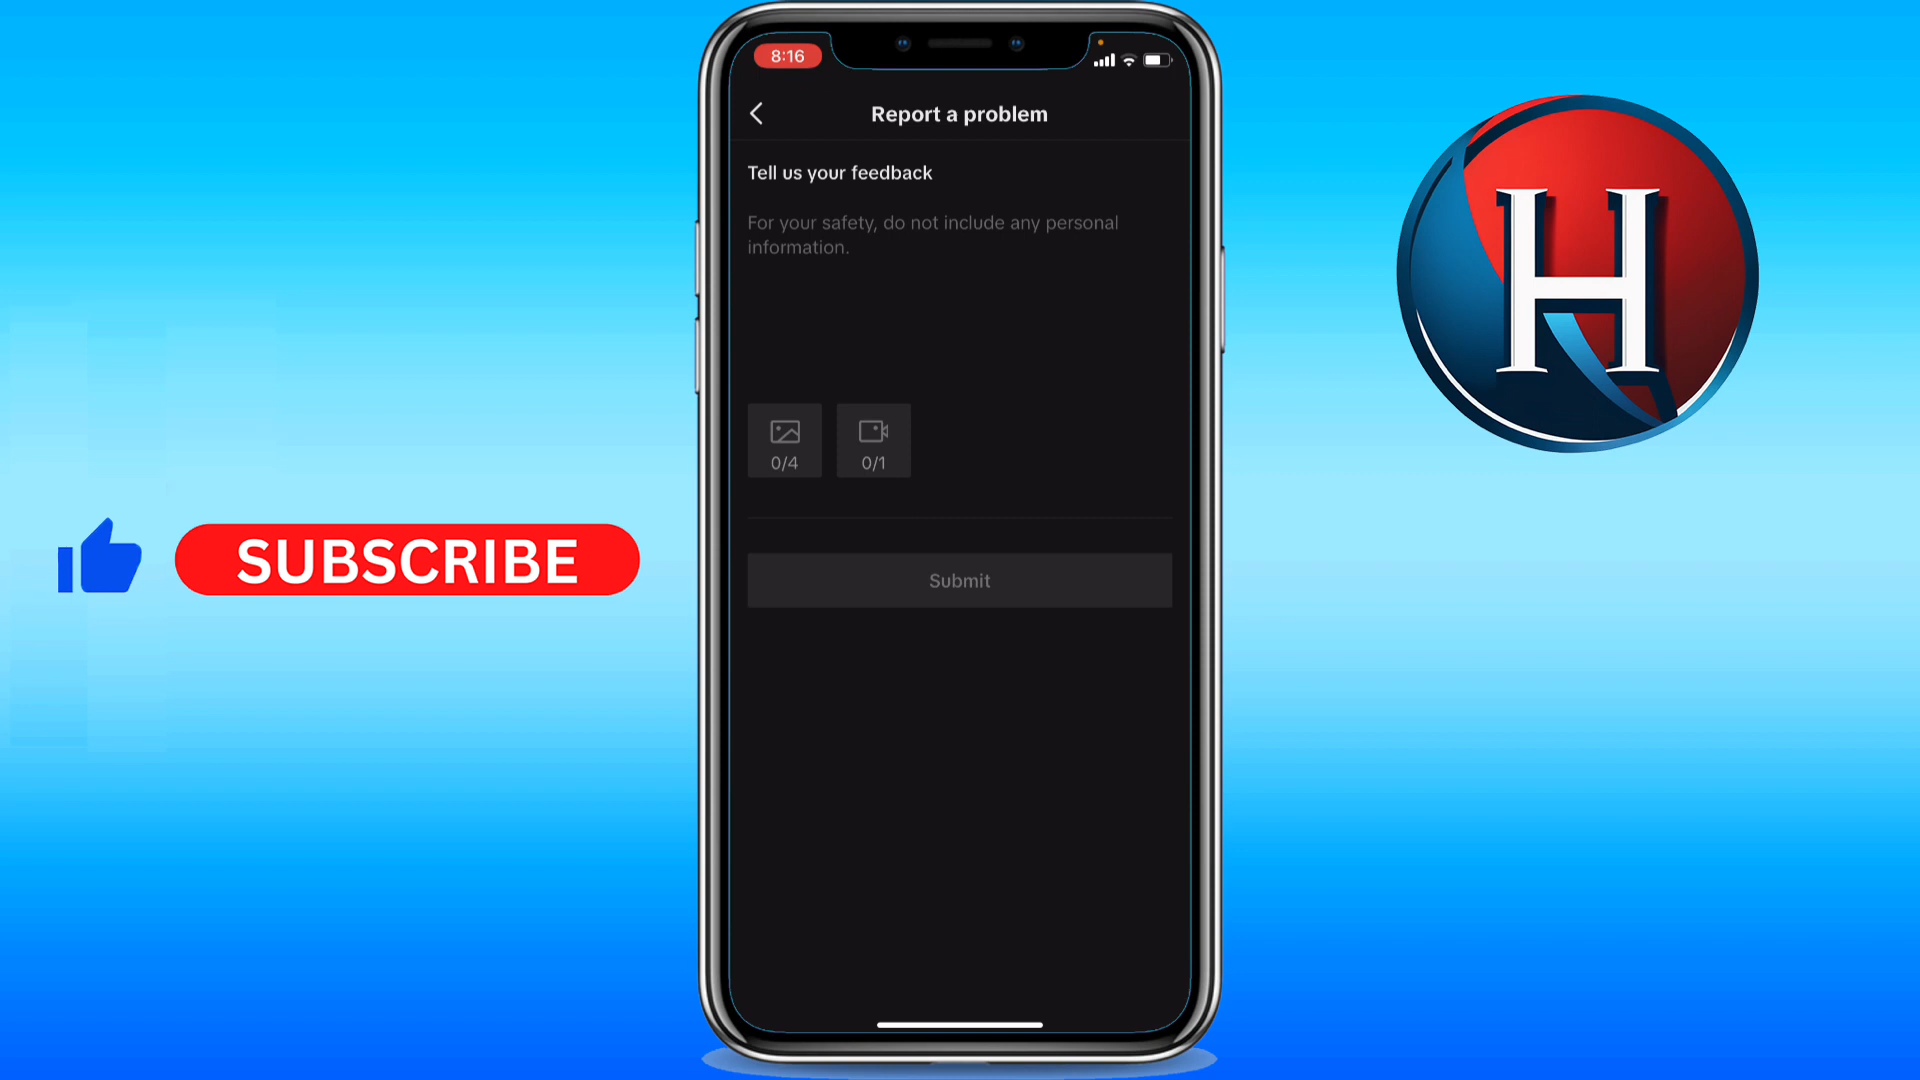 8:16
Report a problem
Tell us your feedback
For your safety, do not include any personal
information.
0/4 0/1
SUBSCRIBE
Submit
H